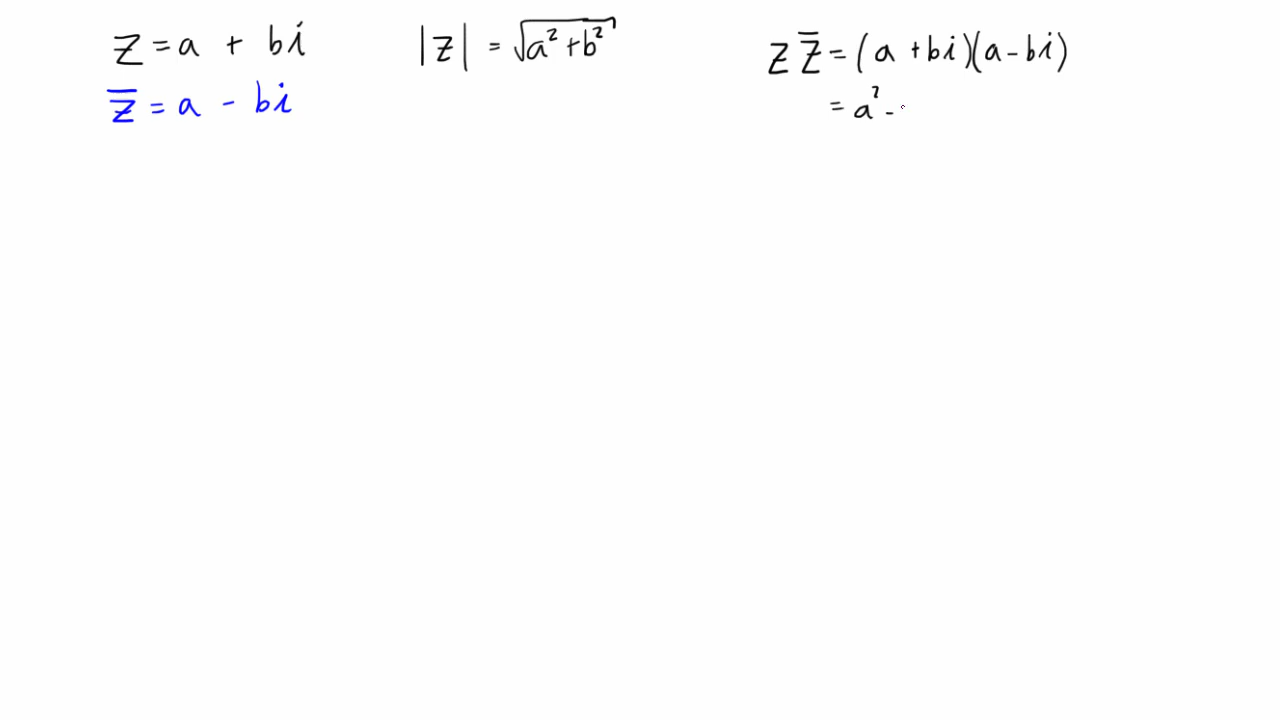 z = a + bi
z̅ = a - bi
|z| = √(a² + b²)
z z̅ = (a + bi)(a - bi)
= a² -